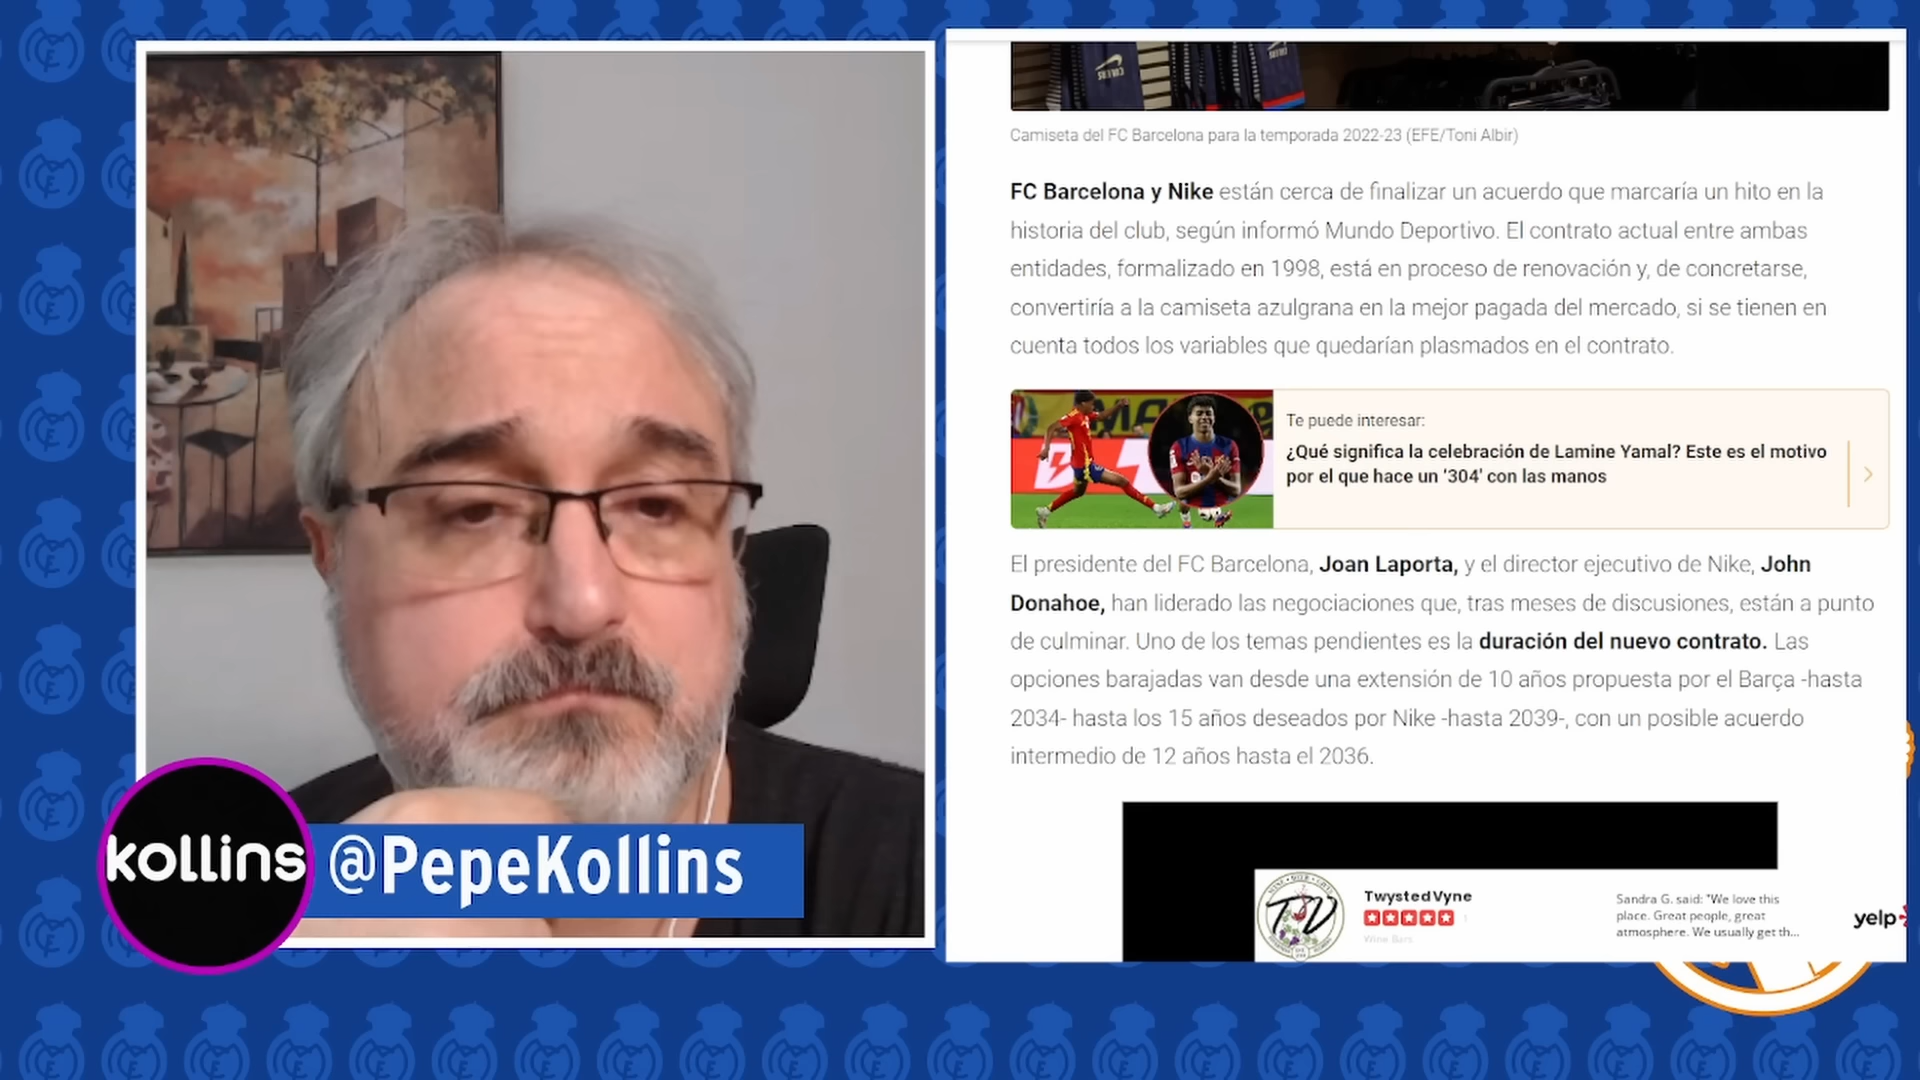 Camiseta del FC Barcelona para la temporada 2022-23 (EFE/Toni Albir)
FC Barcelona y Nike están cerca de finalizar un acuerdo que marcaría un hito en la
historia del club, según informó Mundo Deportivo. El contrato actual entre ambas
entidades, formalizado en 1998, está en proceso de renovación y, de concretarse,
convertiría a la camiseta azulgrana en la mejor pagada del mercado, si se tienen en
cuenta todos los variables que quedarían plasmados en el contrato.
Te puede interesar:
¿Qué significa la celebración de Lamine Yamal? Este es el motivo
por el que hace un ‘304’ con las manos
El presidente del FC Barcelona, Joan Laporta, y el director ejecutivo de Nike, John
Donahoe, han liderado las negociaciones que, tras meses de discusiones, están a punto
de culminar. Uno de los temas pendientes es la duración del nuevo contrato. Las
opciones barajadas van desde una extensión de 10 años propuesta por el Barça -hasta
2034- hasta los 15 años deseados por Nike -hasta 2039-, con un posible acuerdo
intermedio de 12 años hasta el 2036.
kollins
@PepeKollins
TV
TwystedVyne
Wine Bars
Sandra G. said: "We love this
place. Great people, great
atmosphere. We usually get th...
yelp